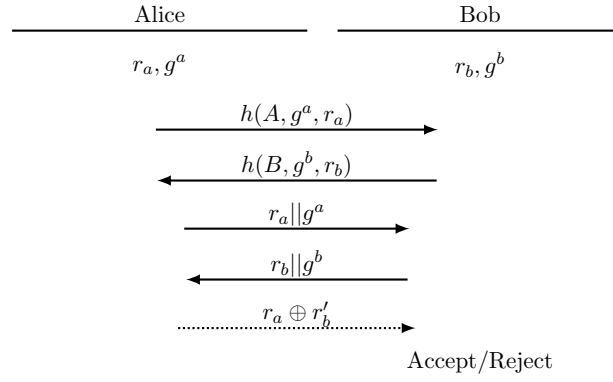 Alice Bob
r_a, g^a r_b, g^b
h(A, g^a, r_a)
h(B, g^b, r_b)
r_a||g^a
r_b||g^b
r_a ⊕ r'_b
Accept/Reject